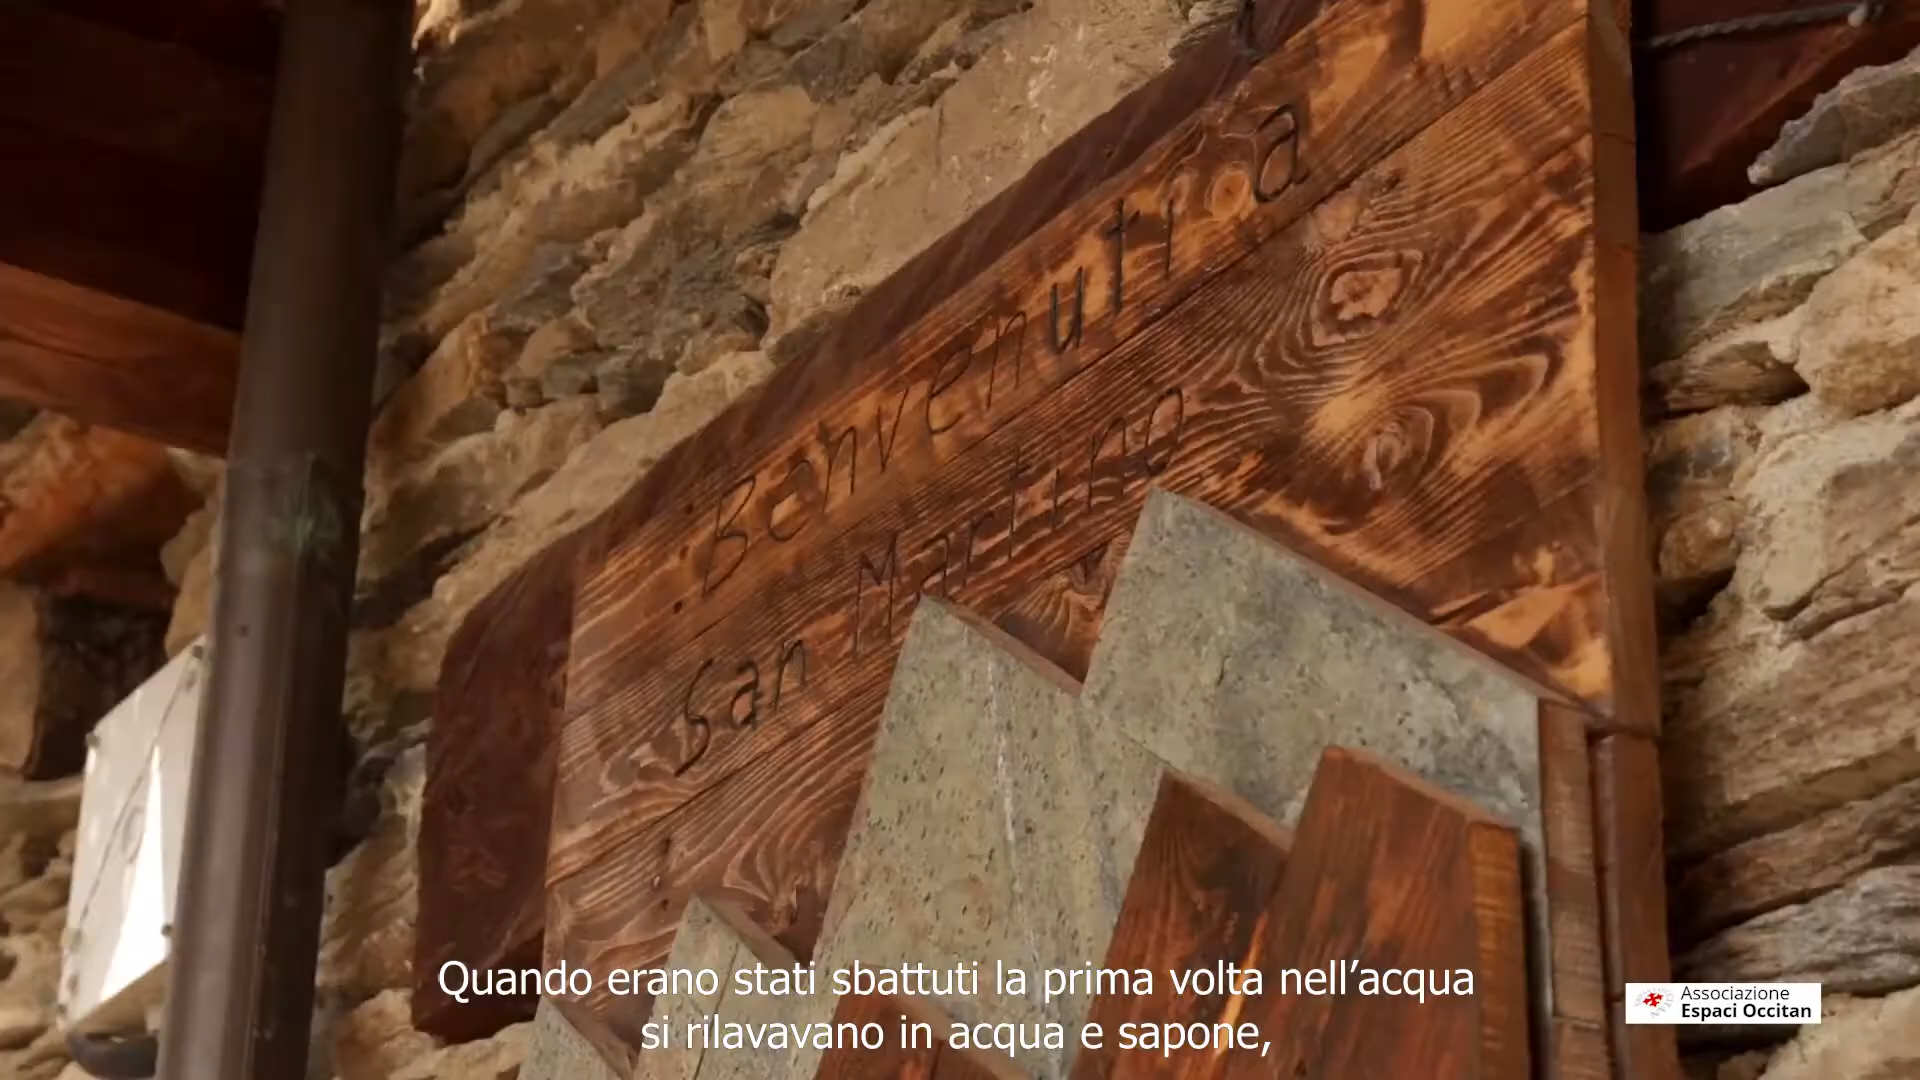 Benvenuti a
San Martino
Quando erano stati sbattuti la prima volta nell’acqua
si rilavavano in acqua e sapone,
Associazione
Espaci Occitan